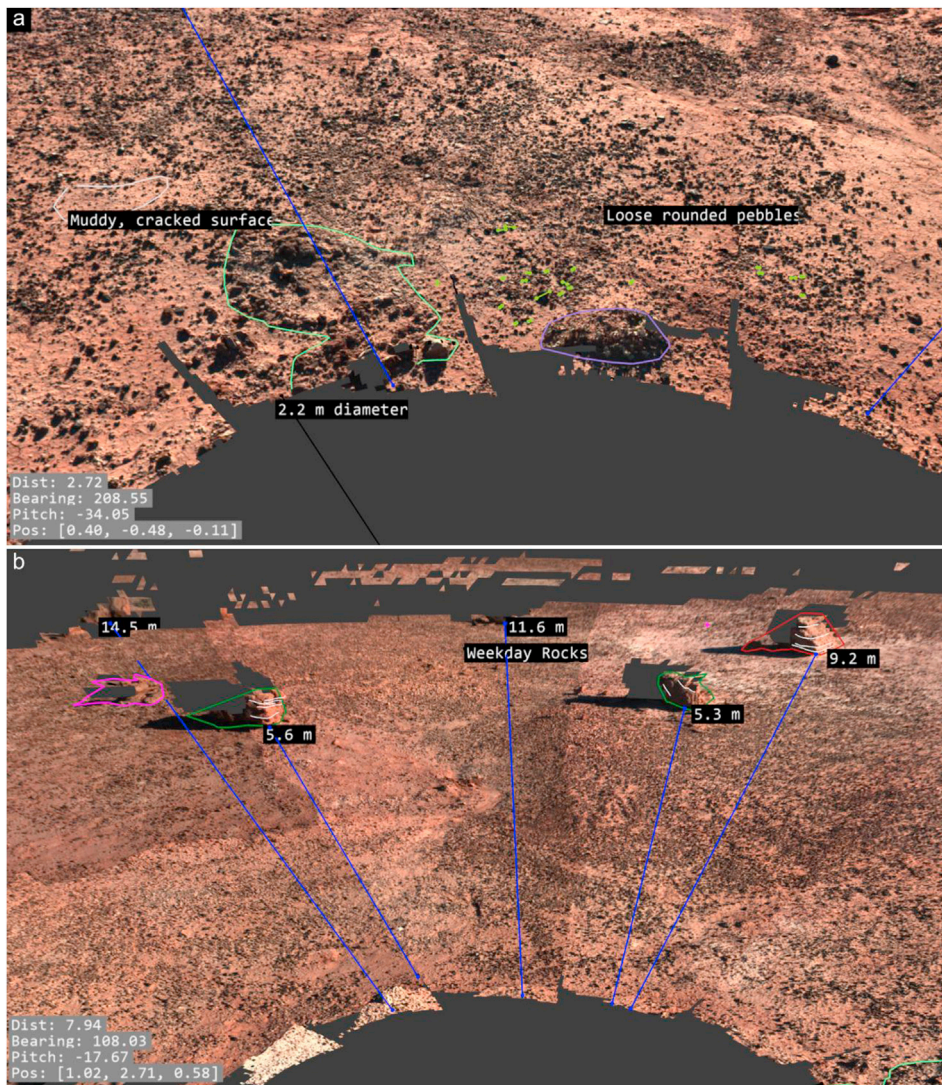 a
Muddy, cracked surface
Loose rounded pebbles
2.2 m diameter
Dist: 2.72
Bearing: 208.55
Pitch: -34.05
Pos: [0.40, -0.48, -0.11]
b
14.5 m
11.6 m
Weekday Rocks
9.2 m
5.3 m
5.6 m
Dist: 7.94
Bearing: 108.03
Pitch: -17.67
Pos: [1.02, 2.71, 0.58]